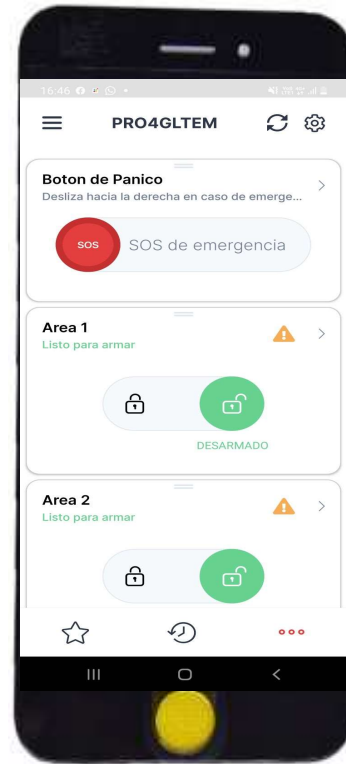 16:46
PRO4GLTEM
Boton de Panico
Desliza hacia la derecha en caso de emerge...
SOS
SOS de emergencia
Area 1
Listo para armar
DESARMADO
Area 2
Listo para armar